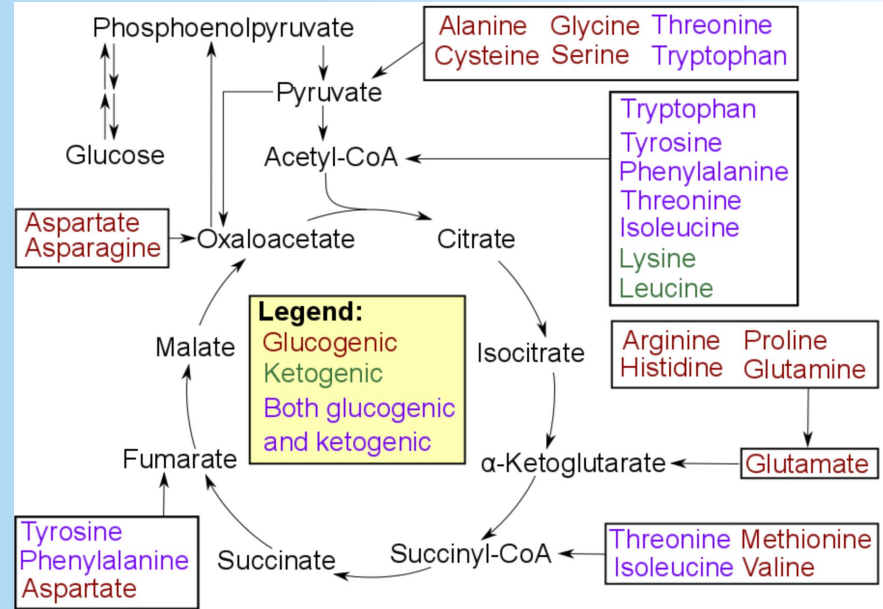 Phosphoenolpyruvate
Alanine Glycine Threonine
Cysteine Serine Tryptophan
Pyruvate
Glucose
Acetyl-CoA
Tryptophan
Tyrosine
Phenylalanine
Threonine
Isoleucine
Lysine
Leucine
Aspartate
Asparagine
Oxaloacetate
Citrate
Legend:
Glucogenic
Ketogenic
Both glucogenic
and ketogenic
Malate
Isocitrate
Arginine Proline
Histidine Glutamine
Fumarate
α-Ketoglutarate
Glutamate
Tyrosine
Phenylalanine
Aspartate
Succinate
Succinyl-CoA
Threonine Methionine
Isoleucine Valine